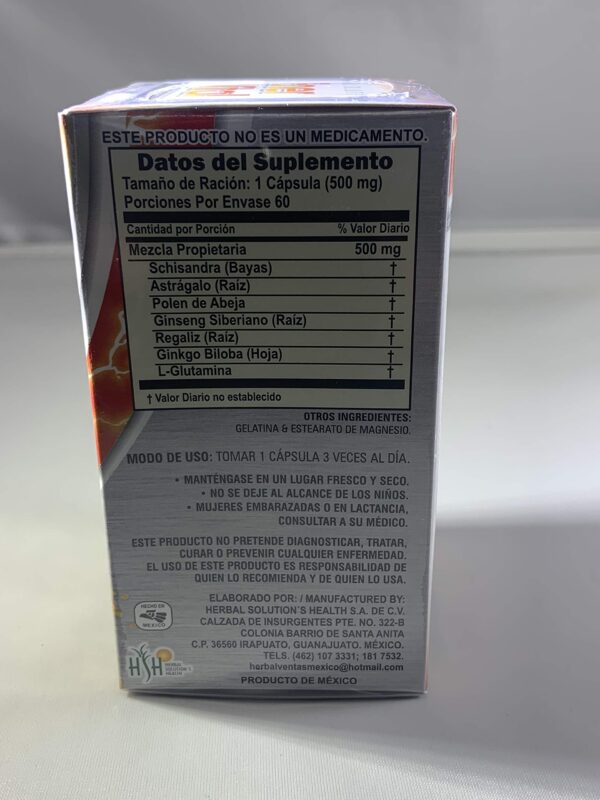 ESTE PRODUCTO NO ES UN MEDICAMENTO.
Datos del Suplemento
Tamaño de Ración: 1 Cápsula (500 mg)
Porciones Por Envase 60
Cantidad por Porción % Valor Diario
Mezcla Propietaria 500 mg
Schisandra (Bayas) †
Astrágalo (Raíz) †
Polen de Abeja †
Ginseng Siberiano (Raíz) †
Regaliz (Raíz) †
Ginkgo Biloba (Hoja) †
L-Glutamina †
† Valor Diario no establecido
OTROS INGREDIENTES:
GELATINA & ESTEARATO DE MAGNESIO.
MODO DE USO: TOMAR 1 CÁPSULA 3 VECES AL DÍA.
• MANTÉNGASE EN UN LUGAR FRESCO Y SECO.
• NO SE DEJE AL ALCANCE DE LOS NIÑOS.
• MUJERES EMBARAZADAS O EN LACTANCIA,
CONSULTAR A SU MÉDICO.
ESTE PRODUCTO NO PRETENDE DIAGNOSTICAR, TRATAR,
CURAR O PREVENIR CUALQUIER ENFERMEDAD.
EL USO DE ESTE PRODUCTO ES RESPONSABILIDAD DE
QUIEN LO RECOMIENDA Y DE QUIEN LO USA.
ELABORADO POR: / MANUFACTURED BY:
HERBAL SOLUTION´S HEALTH S.A. DE C.V.
CALZADA DE INSURGENTES PTE. NO. 322-B
COLONIA BARRIO DE SANTA ANITA
C.P. 36560 IRAPUATO, GUANAJUATO. MÉXICO.
TELS. (462) 107 3331; 181 7532.
herbalventasmexico@hotmail.com
PRODUCTO DE MÉXICO
HECHO EN
MEXICO
HSH
HERBAL
SOLUTION´S
HEALTH